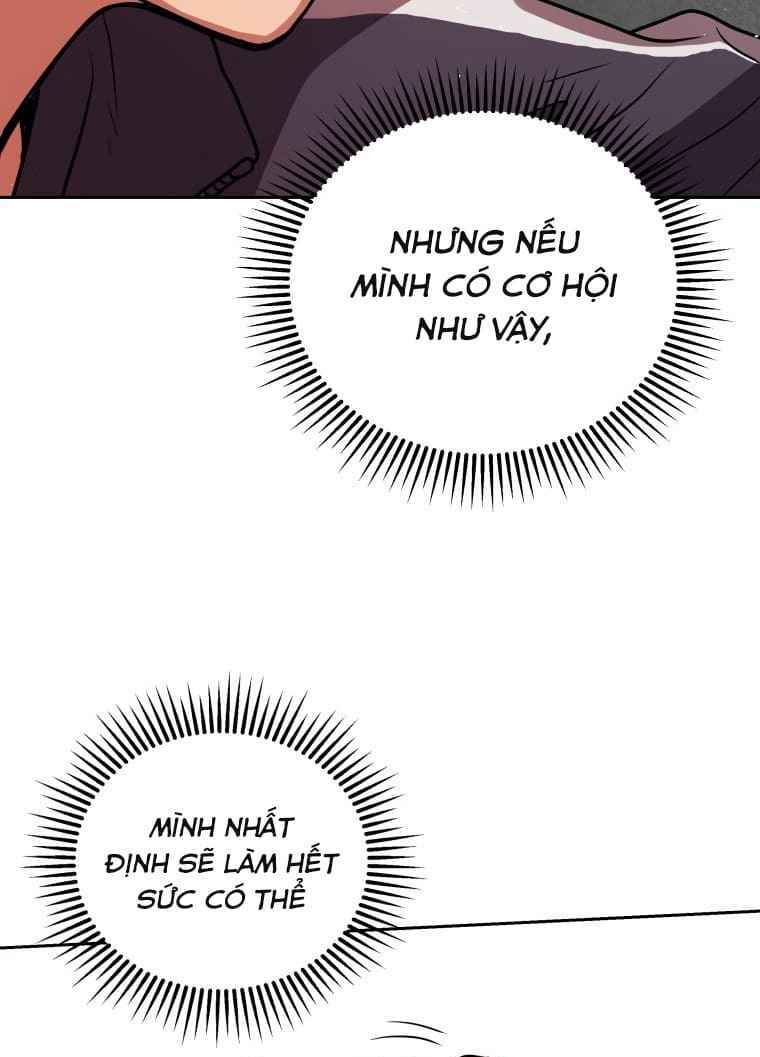 NHƯNG NẾU
MÌNH CÓ CƠ HỘI
NHƯ VẬY,
MÌNH NHẤT
ĐỊNH SẼ LÀM HẾT
SỨC CÓ THỂ